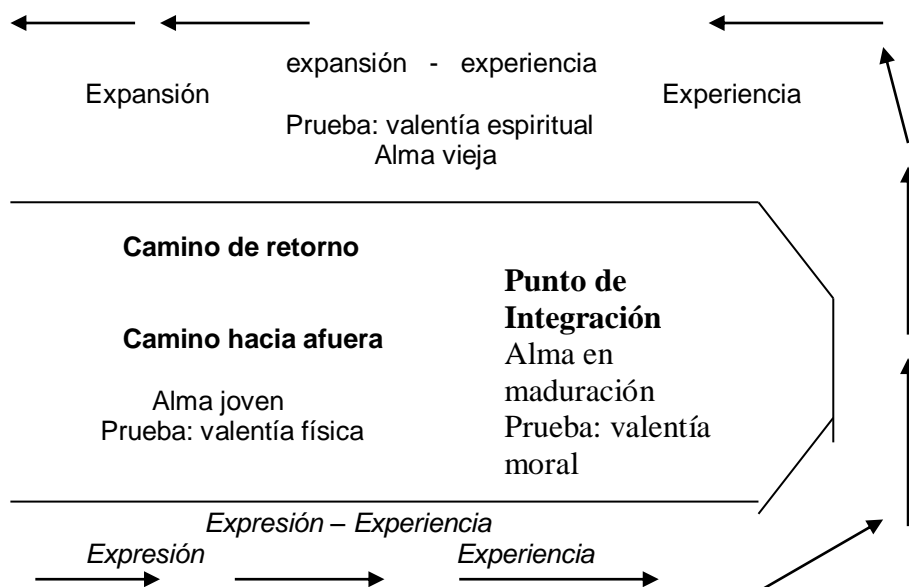 expansión - experiencia
Expansión Experiencia
Prueba: valentía espiritual
Alma vieja
Camino de retorno
Camino hacia afuera
Alma joven
Prueba: valentía física
Punto de
Integración
Alma en
maduración
Prueba: valentía
moral
Expresión – Experiencia
Expresión Experiencia